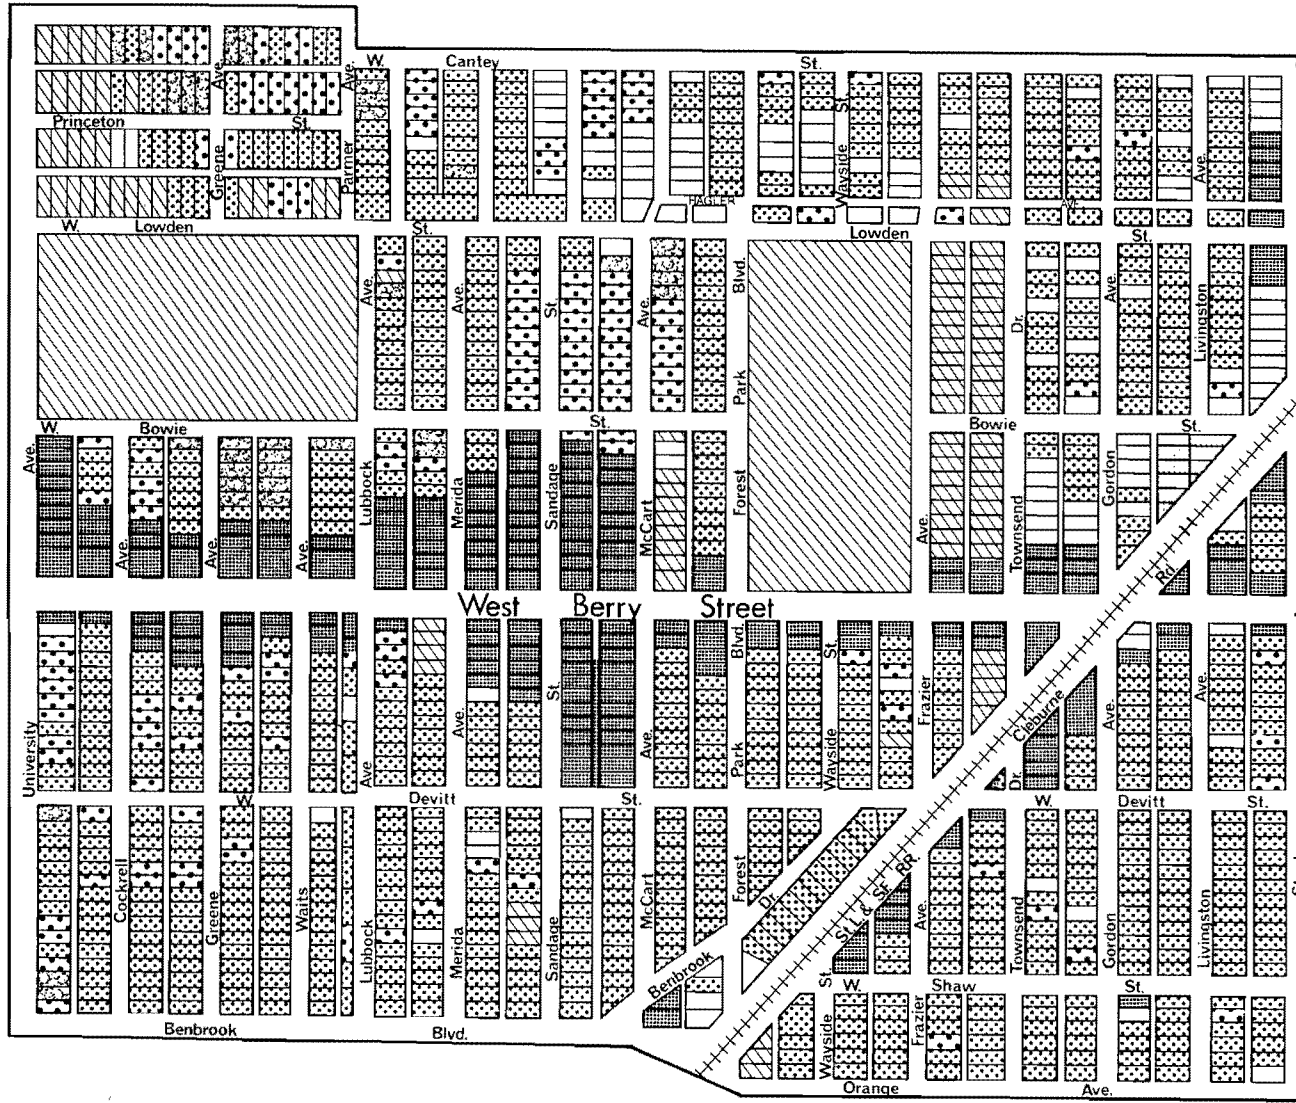 W. Cantey St.
Ave. Ave.
Princeton St.
Greene Parmer Wayside St. Ave.
HAGLER AVE.
W. Lowden St. Lowden St.
Ave. Ave. St. Ave. Blvd. Dr. Ave. Livingston
Park
W. Bowie St. Bowie St.
Ave. Ave. Ave. Ave. Lubbock Merida Sandage McCart Forest Ave. Townsend Gordon
Rd.
West Berry Street
University Ave Ave. St. Ave. Blvd. Park St. Wayside Frazier Cleburne Dr. Ave. Ave.
W. Devitt St. W. Devitt St.
Cockrell Greene Waits Lubbock Merida Sandage McCart Forest Dr. St.L. & S.F. RR. Ave. Townsend Gordon Livingston
Benbrook St. W. Shaw St.
Benbrook Blvd.
Wayside Frazier
Orange Ave.